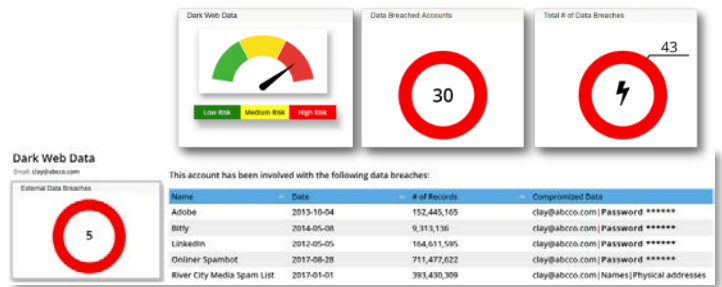 Dark Web Data
Data Breached Accounts
Total # of Data Breaches
43
30
Low Risk Medium Risk High Risk
Dark Web Data
Email: clay@abcco.com
This account has been involved with the following data breaches:
External Data Breaches
5
Name Date # of Records Compromized Data
Adobe 2013-10-04 152,445,165 clay@abcco.com|Password ******
Bitly 2014-05-08 9,313,136 clay@abcco.com|Password ******
LinkedIn 2012-05-05 164,611,595 clay@abcco.com|Password ******
Onliner Spambot 2017-08-28 711,477,622 clay@abcco.com|Password ******
River City Media Spam List 2017-01-01 393,430,309 clay@abcco.com|Names|Physical addresses